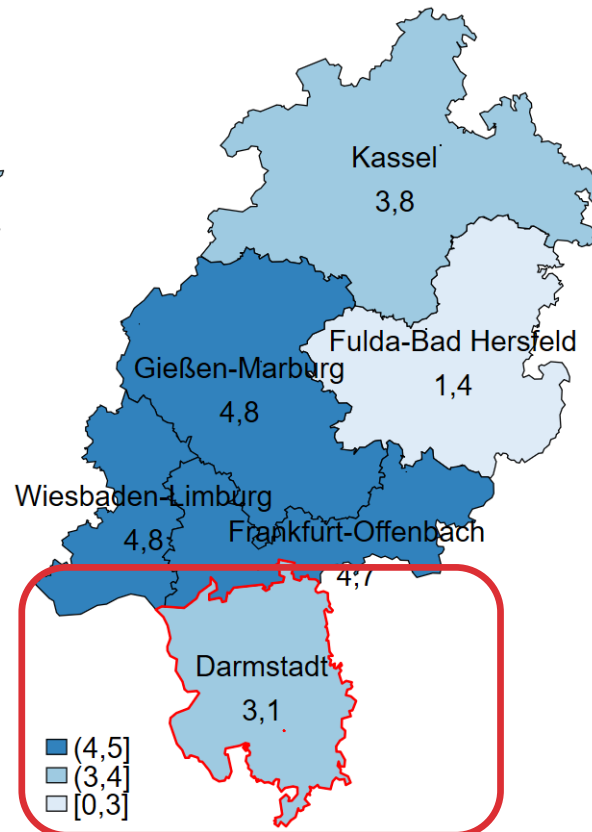 Kassel
3,8
Fulda-Bad Hersfeld
1,4
Gießen-Marburg
4,8
Wiesbaden-Limburg
4,8
Frankfurt-Offenbach
4,7
Darmstadt
3,1
(4,5]
(3,4]
[0,3]